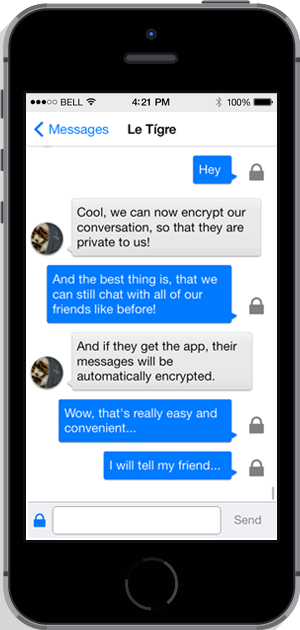 BELL 4:21 PM 100%
Messages Le Tígre
Hey
Cool, we can now encrypt our
conversation, so that they are
private to us!
And the best thing is, that we
can still chat with all of our
friends like before!
And if they get the app, their
messages will be
automatically encrypted.
Wow, that's really easy and
convenient...
I will tell my friend...
Send